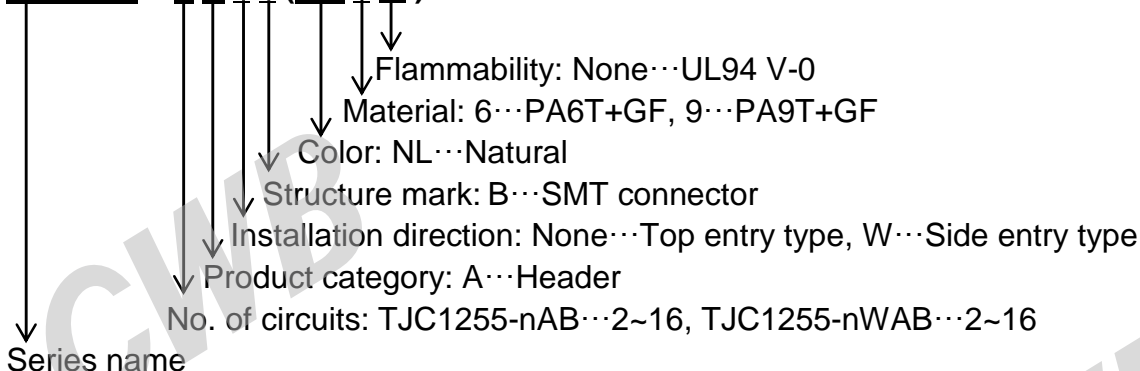 Flammability: None···UL94 V-0
Material: 6···PA6T+GF, 9···PA9T+GF
Color: NL···Natural
Structure mark: B···SMT connector
Installation direction: None···Top entry type, W···Side entry type
Product category: A···Header
No. of circuits: TJC1255-nAB···2~16, TJC1255-nWAB···2~16
Series name
CWB